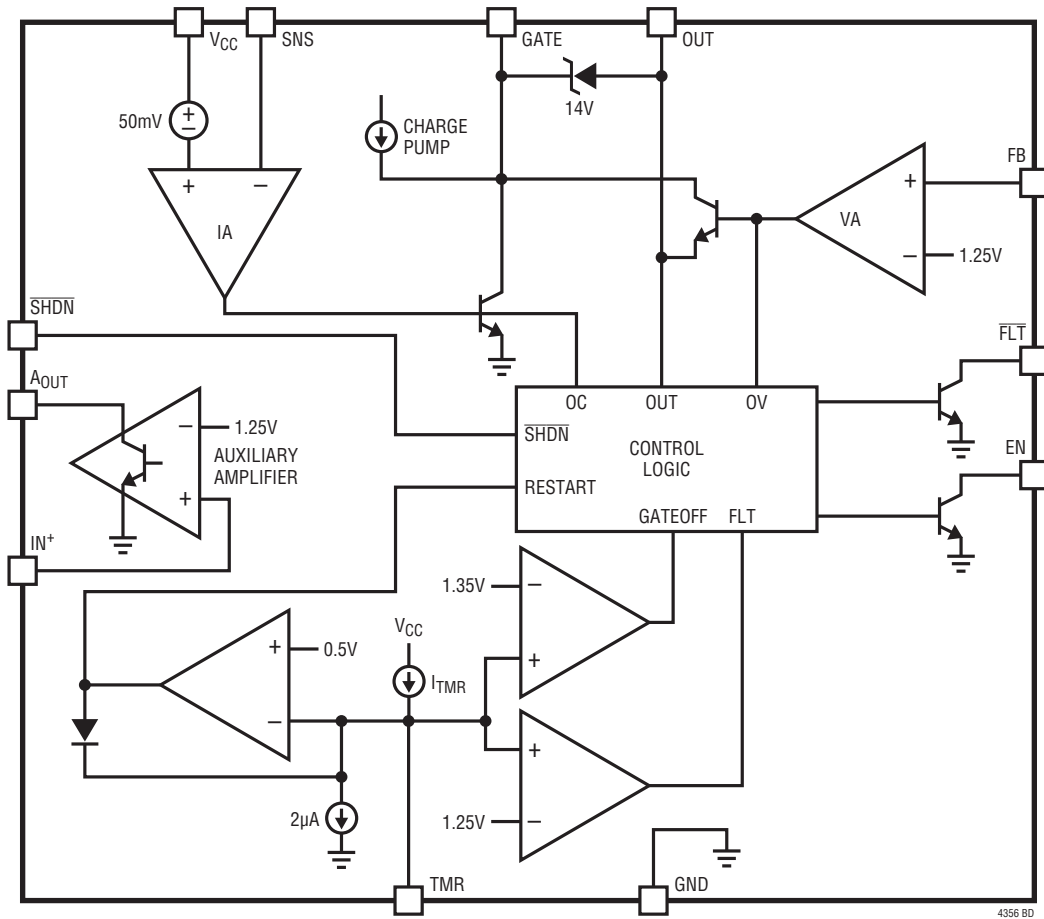 VCC
SNS
GATE
OUT
14V
50mV
+
−
CHARGE
PUMP
FB
+
−
IA
+
VA
−
1.25V
SHDN
FLT
AOUT
OC
OUT
OV
−
1.25V
SHDN
CONTROL
LOGIC
AUXILIARY
AMPLIFIER
EN
+
RESTART
GATEOFF
FLT
IN+
1.35V
−
VCC
+
0.5V
+
ITMR
−
+
2µA
1.25V
−
TMR
GND
4356 BD